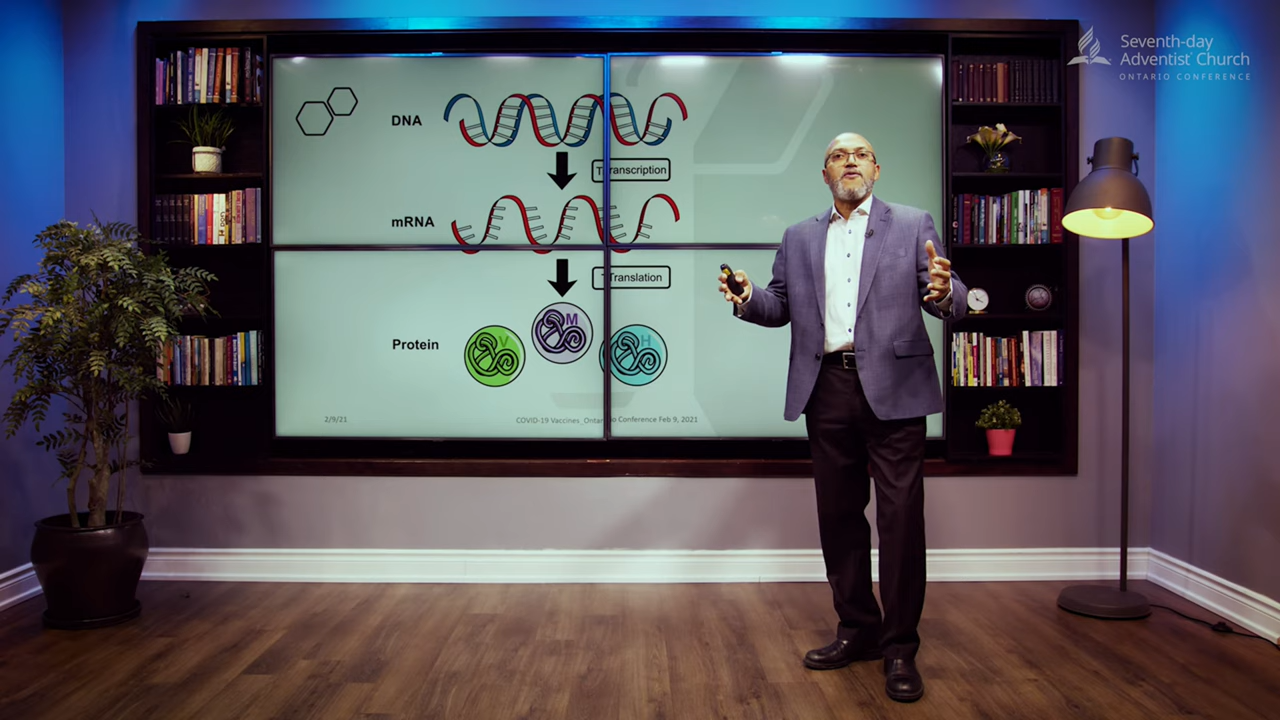 Seventh-day
Adventist Church
ONTARIO CONFERENCE
DNA
Transcription
mRNA
Translation
Protein
V
M
H
2/9/21
COVID-19 Vaccines_Ontario Conference Feb 9, 2021